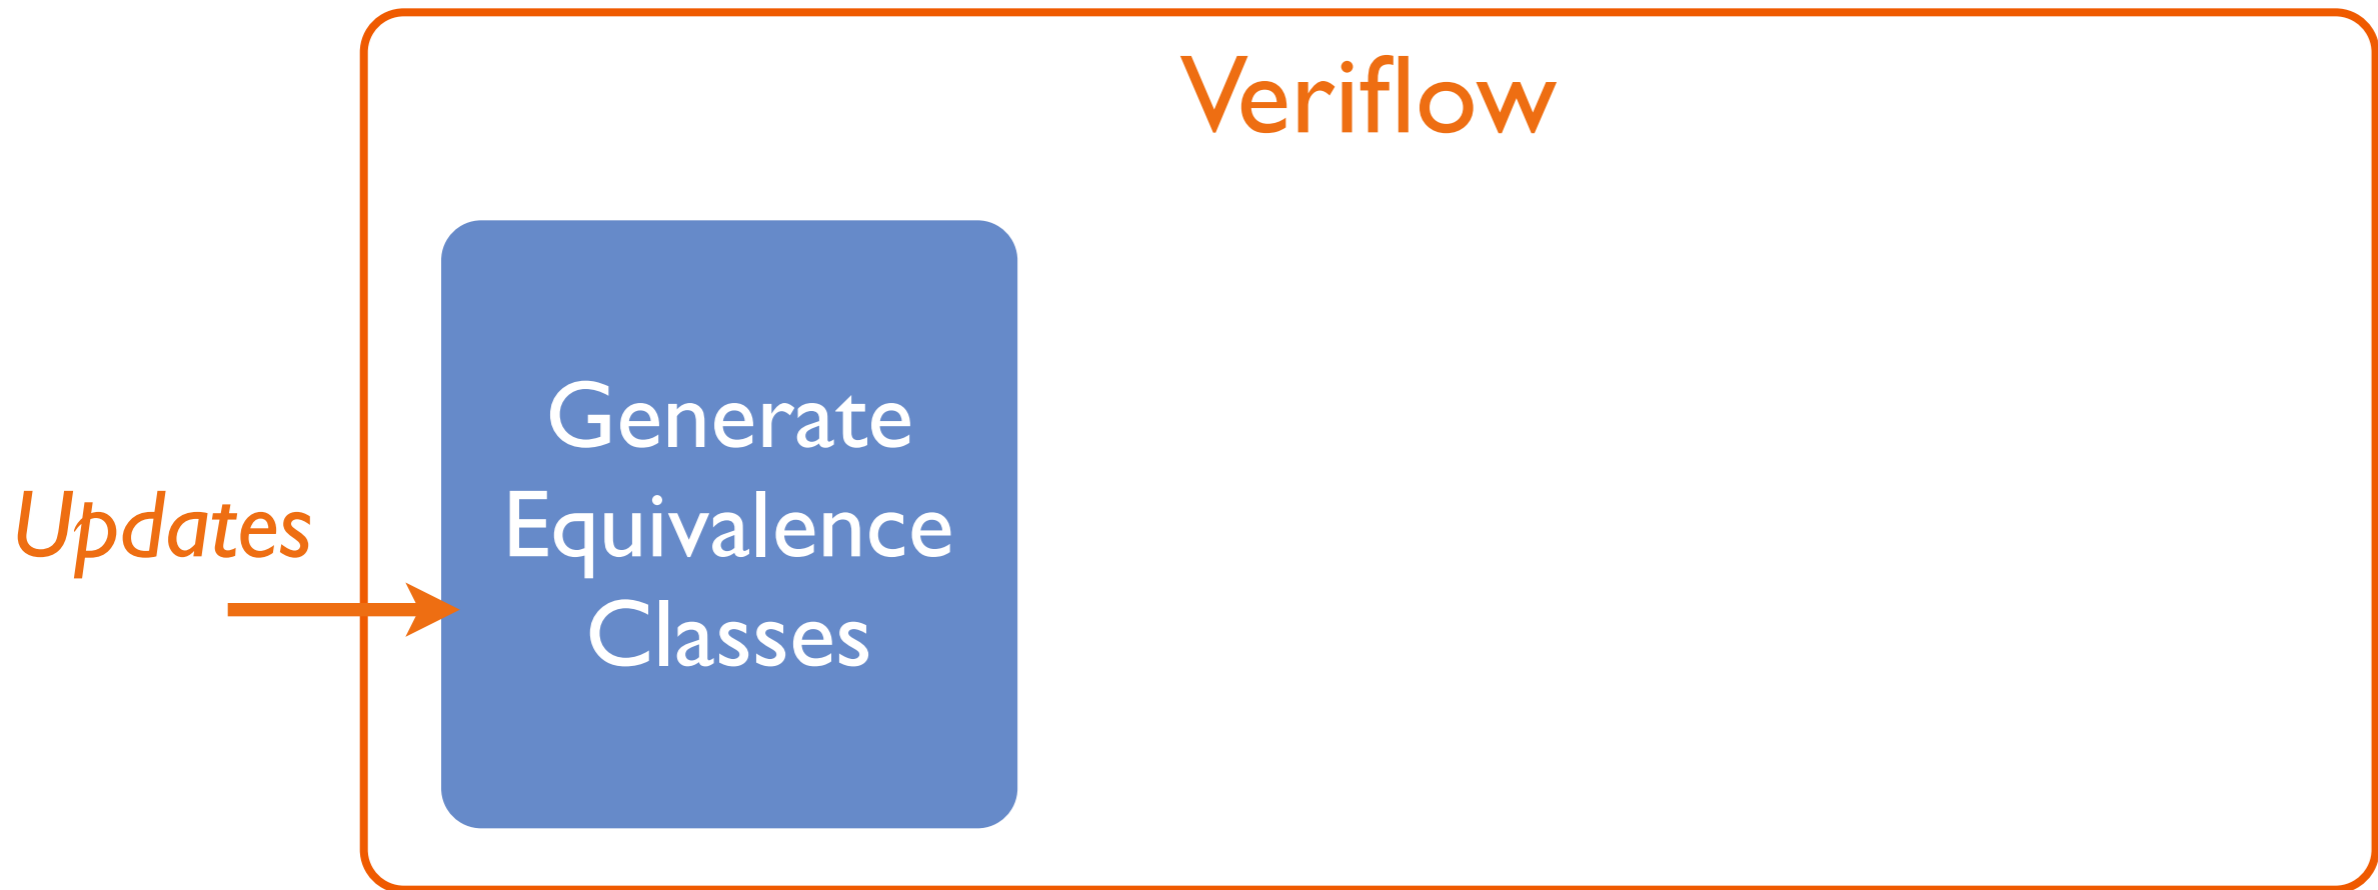 Veriflow
Updates
Generate
Equivalence
Classes